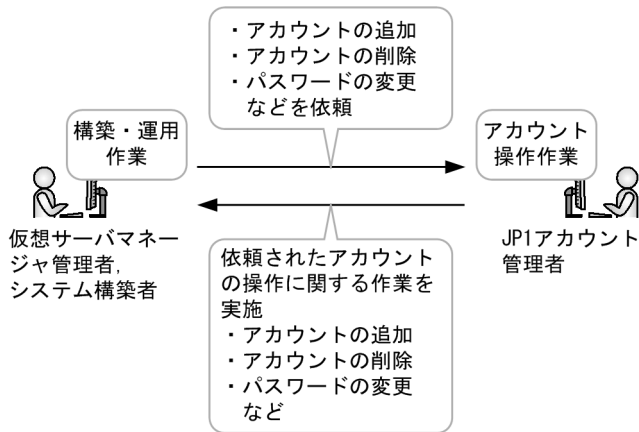 ・アカウントの追加
・アカウントの削除
・パスワードの変更
などを依頼
構築・運用
作業
アカウント
操作作業
仮想サーバマネー
ジャ管理者,
システム構築者
JP1アカウント
管理者
依頼されたアカウント
の操作に関する作業を
実施
・アカウントの追加
・アカウントの削除
・パスワードの変更
など